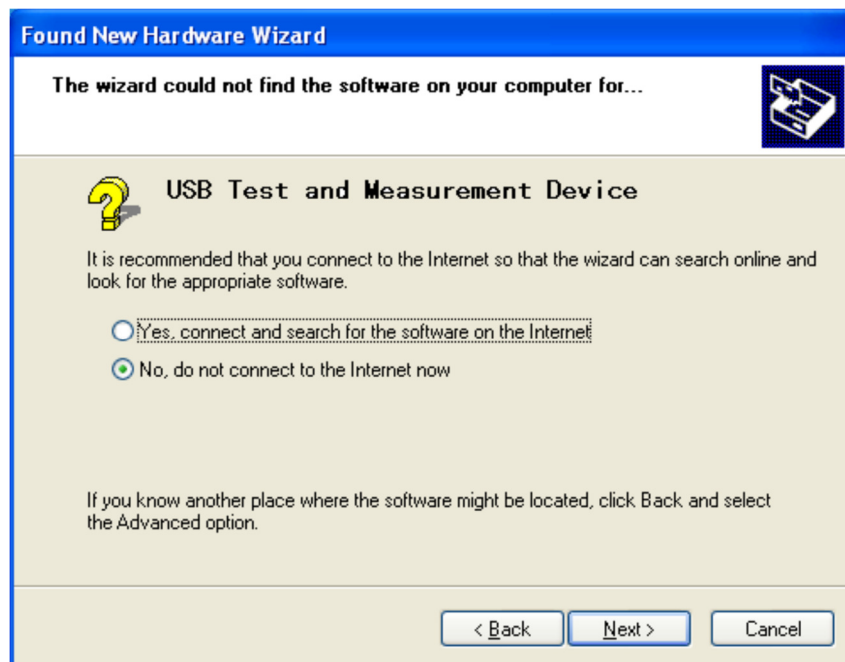 Found New Hardware Wizard
The wizard could not find the software on your computer for...
USB Test and Measurement Device
It is recommended that you connect to the Internet so that the wizard can search online and
look for the appropriate software.
Yes, connect and search for the software on the Internet
No, do not connect to the Internet now
If you know another place where the software might be located, click Back and select
the Advanced option.
< Back Next > Cancel